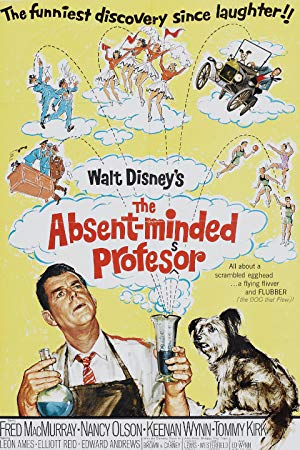 The funniest discovery since laughter!!
Walt Disney's
The
Absent-minded
Profesor
s
All about a
scrambled egghead
...a flying flivver
and FLUBBER
(the GOO that Flew)!
FRED MACMURRAY • NANCY OLSON • KEENAN WYNN • TOMMY KIRK
LEON AMES • ELLIOTT REID • EDWARD ANDREWS